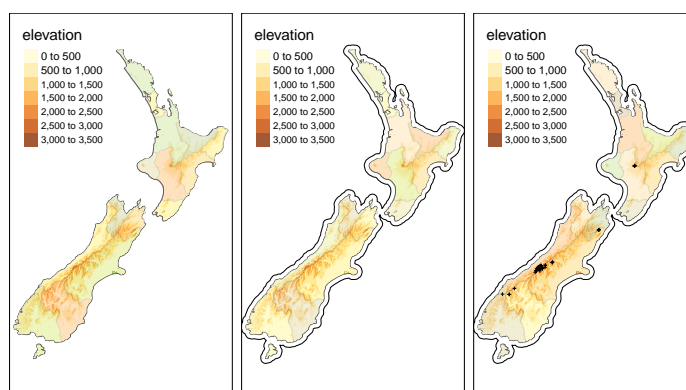 elevation
0 to 500
500 to 1,000
1,000 to 1,500
1,500 to 2,000
2,000 to 2,500
2,500 to 3,000
3,000 to 3,500
elevation
0 to 500
500 to 1,000
1,000 to 1,500
1,500 to 2,000
2,000 to 2,500
2,500 to 3,000
3,000 to 3,500
elevation
0 to 500
500 to 1,000
1,000 to 1,500
1,500 to 2,000
2,000 to 2,500
2,500 to 3,000
3,000 to 3,500